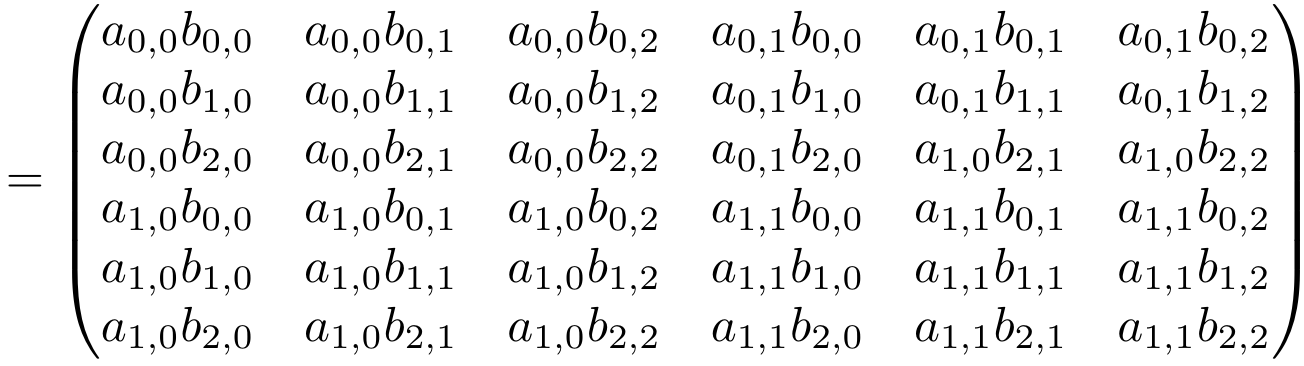 = \begin{pmatrix}
a_{0,0}b_{0,0} & a_{0,0}b_{0,1} & a_{0,0}b_{0,2} & a_{0,1}b_{0,0} & a_{0,1}b_{0,1} & a_{0,1}b_{0,2} \\
a_{0,0}b_{1,0} & a_{0,0}b_{1,1} & a_{0,0}b_{1,2} & a_{0,1}b_{1,0} & a_{0,1}b_{1,1} & a_{0,1}b_{1,2} \\
a_{0,0}b_{2,0} & a_{0,0}b_{2,1} & a_{0,0}b_{2,2} & a_{0,1}b_{2,0} & a_{1,0}b_{2,1} & a_{1,0}b_{2,2} \\
a_{1,0}b_{0,0} & a_{1,0}b_{0,1} & a_{1,0}b_{0,2} & a_{1,1}b_{0,0} & a_{1,1}b_{0,1} & a_{1,1}b_{0,2} \\
a_{1,0}b_{1,0} & a_{1,0}b_{1,1} & a_{1,0}b_{1,2} & a_{1,1}b_{1,0} & a_{1,1}b_{1,1} & a_{1,1}b_{1,2} \\
a_{1,0}b_{2,0} & a_{1,0}b_{2,1} & a_{1,0}b_{2,2} & a_{1,1}b_{2,0} & a_{1,1}b_{2,1} & a_{1,1}b_{2,2}
\end{pmatrix}